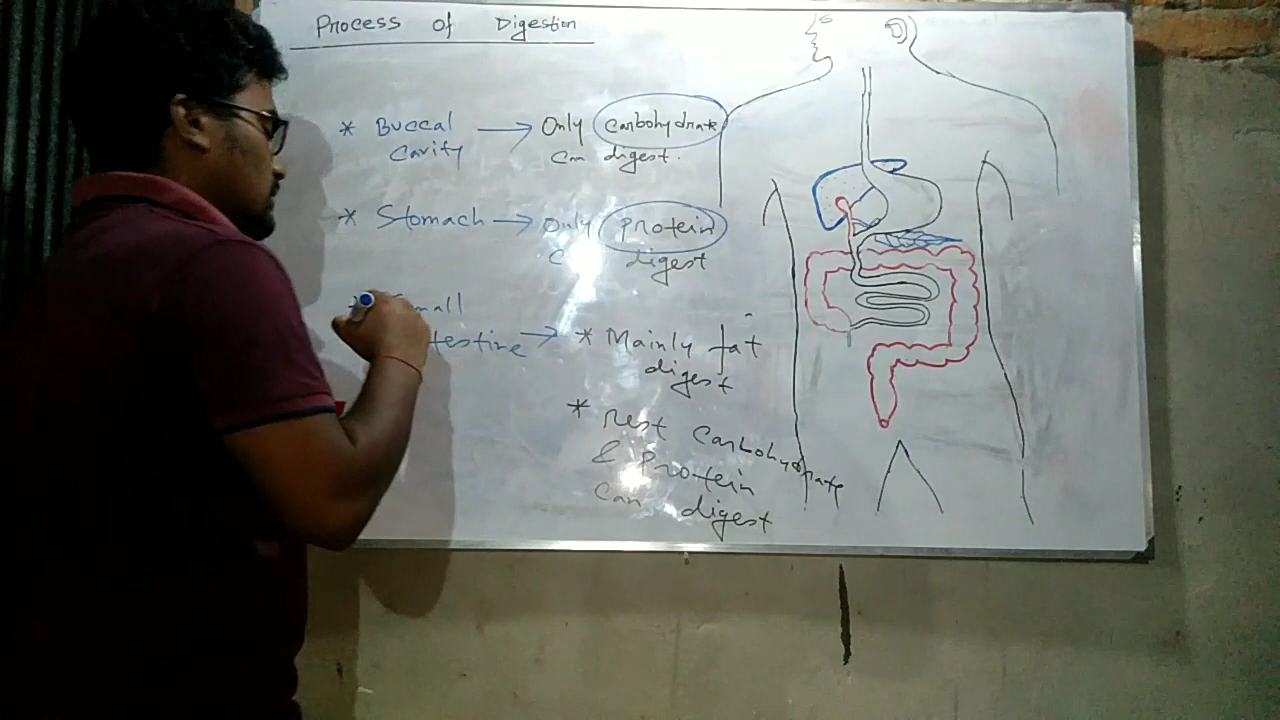 Process of Digestion
* Buccal → Only Carbohydrate
Cavity can digest.
* Stomach → Only Protein
digest
* Small
testine → * Mainly fat
digest
* Rest Carbohydrate
& Protein
Can digest